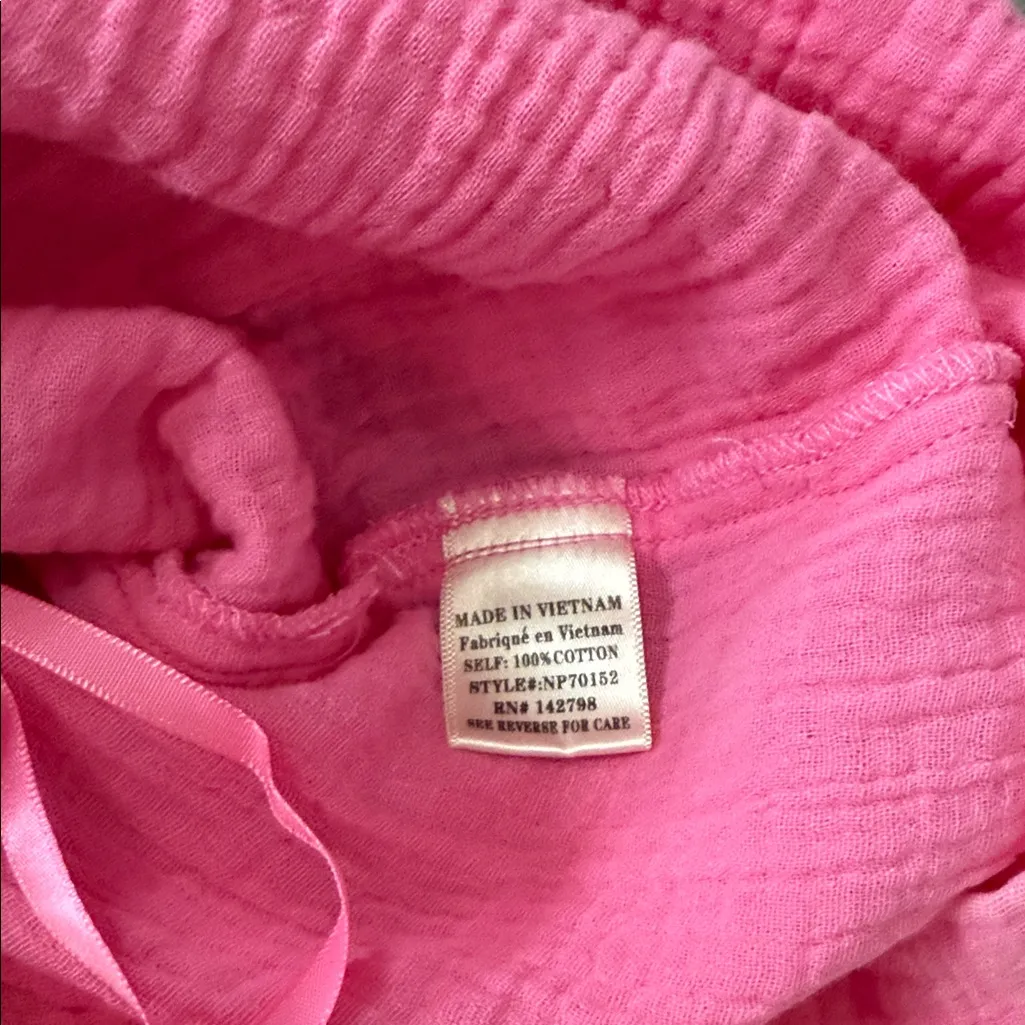 MADE IN VIETNAM
Fabriqué en Vietnam
SELF: 100%COTTON
STYLE#:NP70152
RN# 142798
SEE REVERSE FOR CARE